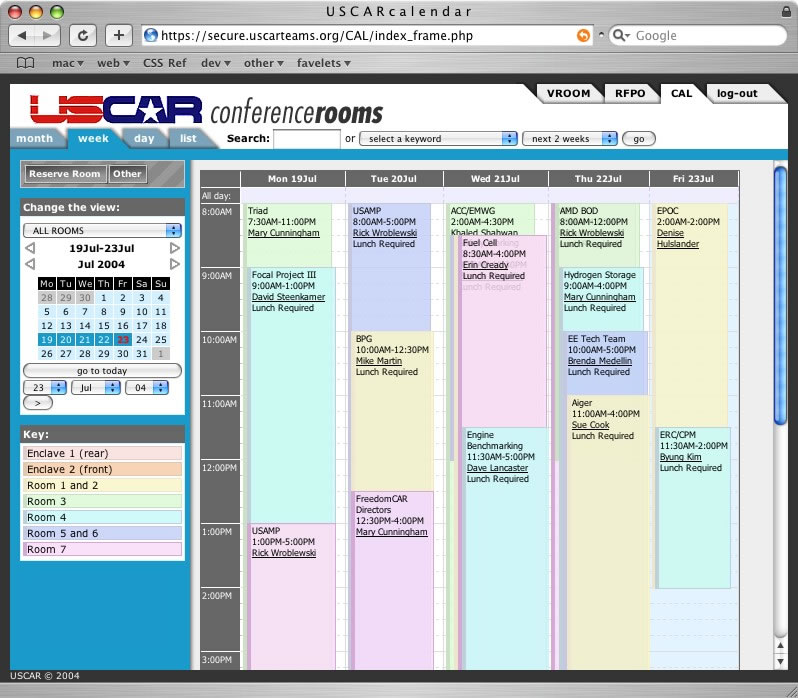 USCARcalendar
https://secure.uscarteams.org/CAL/index_frame.php
Google
mac web CSS Ref dev other favelets
USCAR conferencerooms
VROOM RFPO CAL log-out
month week day list
Search: or select a keyword next 2 weeks go
Reserve Room Other
Change the view:
ALL ROOMS
19Jul-23Jul
Jul 2004
Mo Tu We Th Fr Sa Su
28 29 30 1 2 3 4
5 6 7 8 9 10 11
12 13 14 15 16 17 18
19 20 21 22 23 24 25
26 27 28 29 30 31 1
go to today
23 Jul 04
>
Key:
Enclave 1 (rear)
Enclave 2 (front)
Room 1 and 2
Room 3
Room 4
Room 5 and 6
Room 7
Mon 19Jul Tue 20Jul Wed 21Jul Thu 22Jul Fri 23Jul
All day:
8:00AM
9:00AM
10:00AM
11:00AM
12:00PM
1:00PM
2:00PM
3:00PM
Triad
7:30AM-11:00PM
Mary Cunningham
Focal Project III
9:00AM-1:00PM
David Steenkamer
Lunch Required
USAMP
1:00PM-5:00PM
Rick Wroblewski
USAMP
8:00AM-5:00PM
Rick Wroblewski
Lunch Required
BPG
10:00AM-12:30PM
Mike Martin
Lunch Required
FreedomCAR
Directors
12:30PM-4:00PM
Mary Cunningham
ACC/EMWG
2:00AM-4:30PM
Khaled Shahwan
Fuel Cell
8:30AM-4:00PM
Erin Cready
Lunch Required
Engine
Benchmarking
11:30AM-5:00PM
Dave Lancaster
Lunch Required
AMD BOD
8:00AM-12:00PM
Rick Wroblewski
Lunch Required
Hydrogen Storage
9:00AM-4:00PM
Mary Cunningham
Lunch Required
EE Tech Team
10:00AM-5:00PM
Brenda Medellin
Lunch Required
Aiger
11:00AM-4:00PM
Sue Cook
Lunch Required
EPOC
2:00AM-2:00PM
Denise
Hulslander
ERC/CPM
11:30AM-2:00PM
Byung Kim
Lunch Required
USCAR © 2004